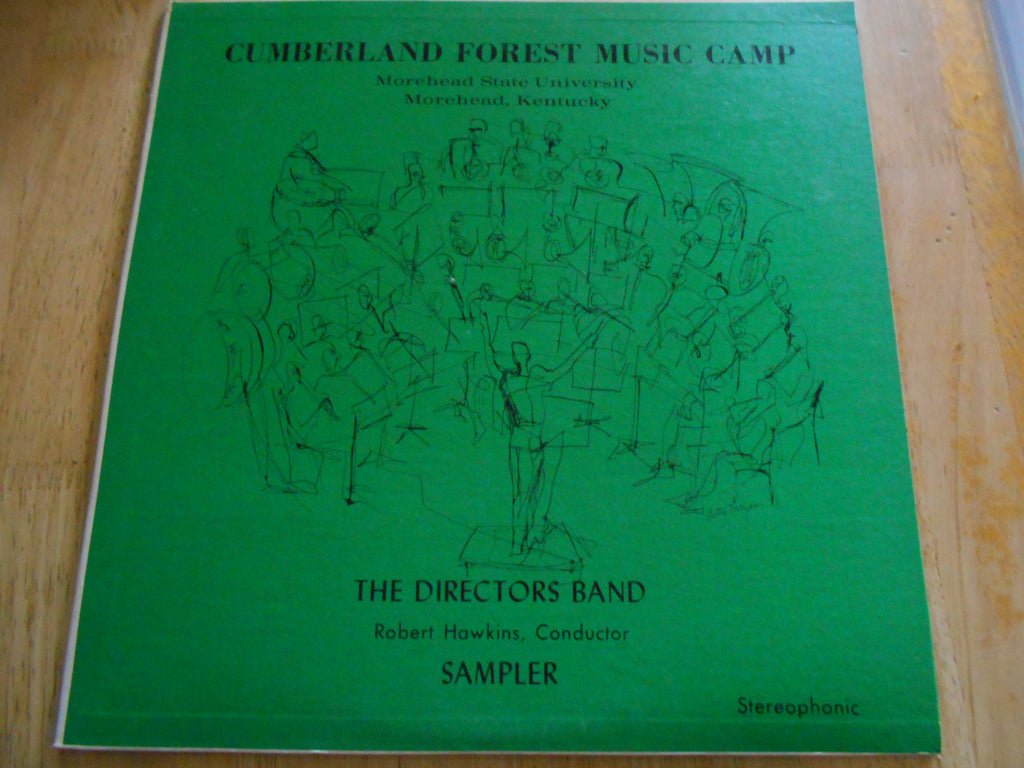 CUMBERLAND FOREST MUSIC CAMP
Morehead State University
Morehead, Kentucky
THE DIRECTORS BAND
Robert Hawkins, Conductor
SAMPLER
Stereophonic